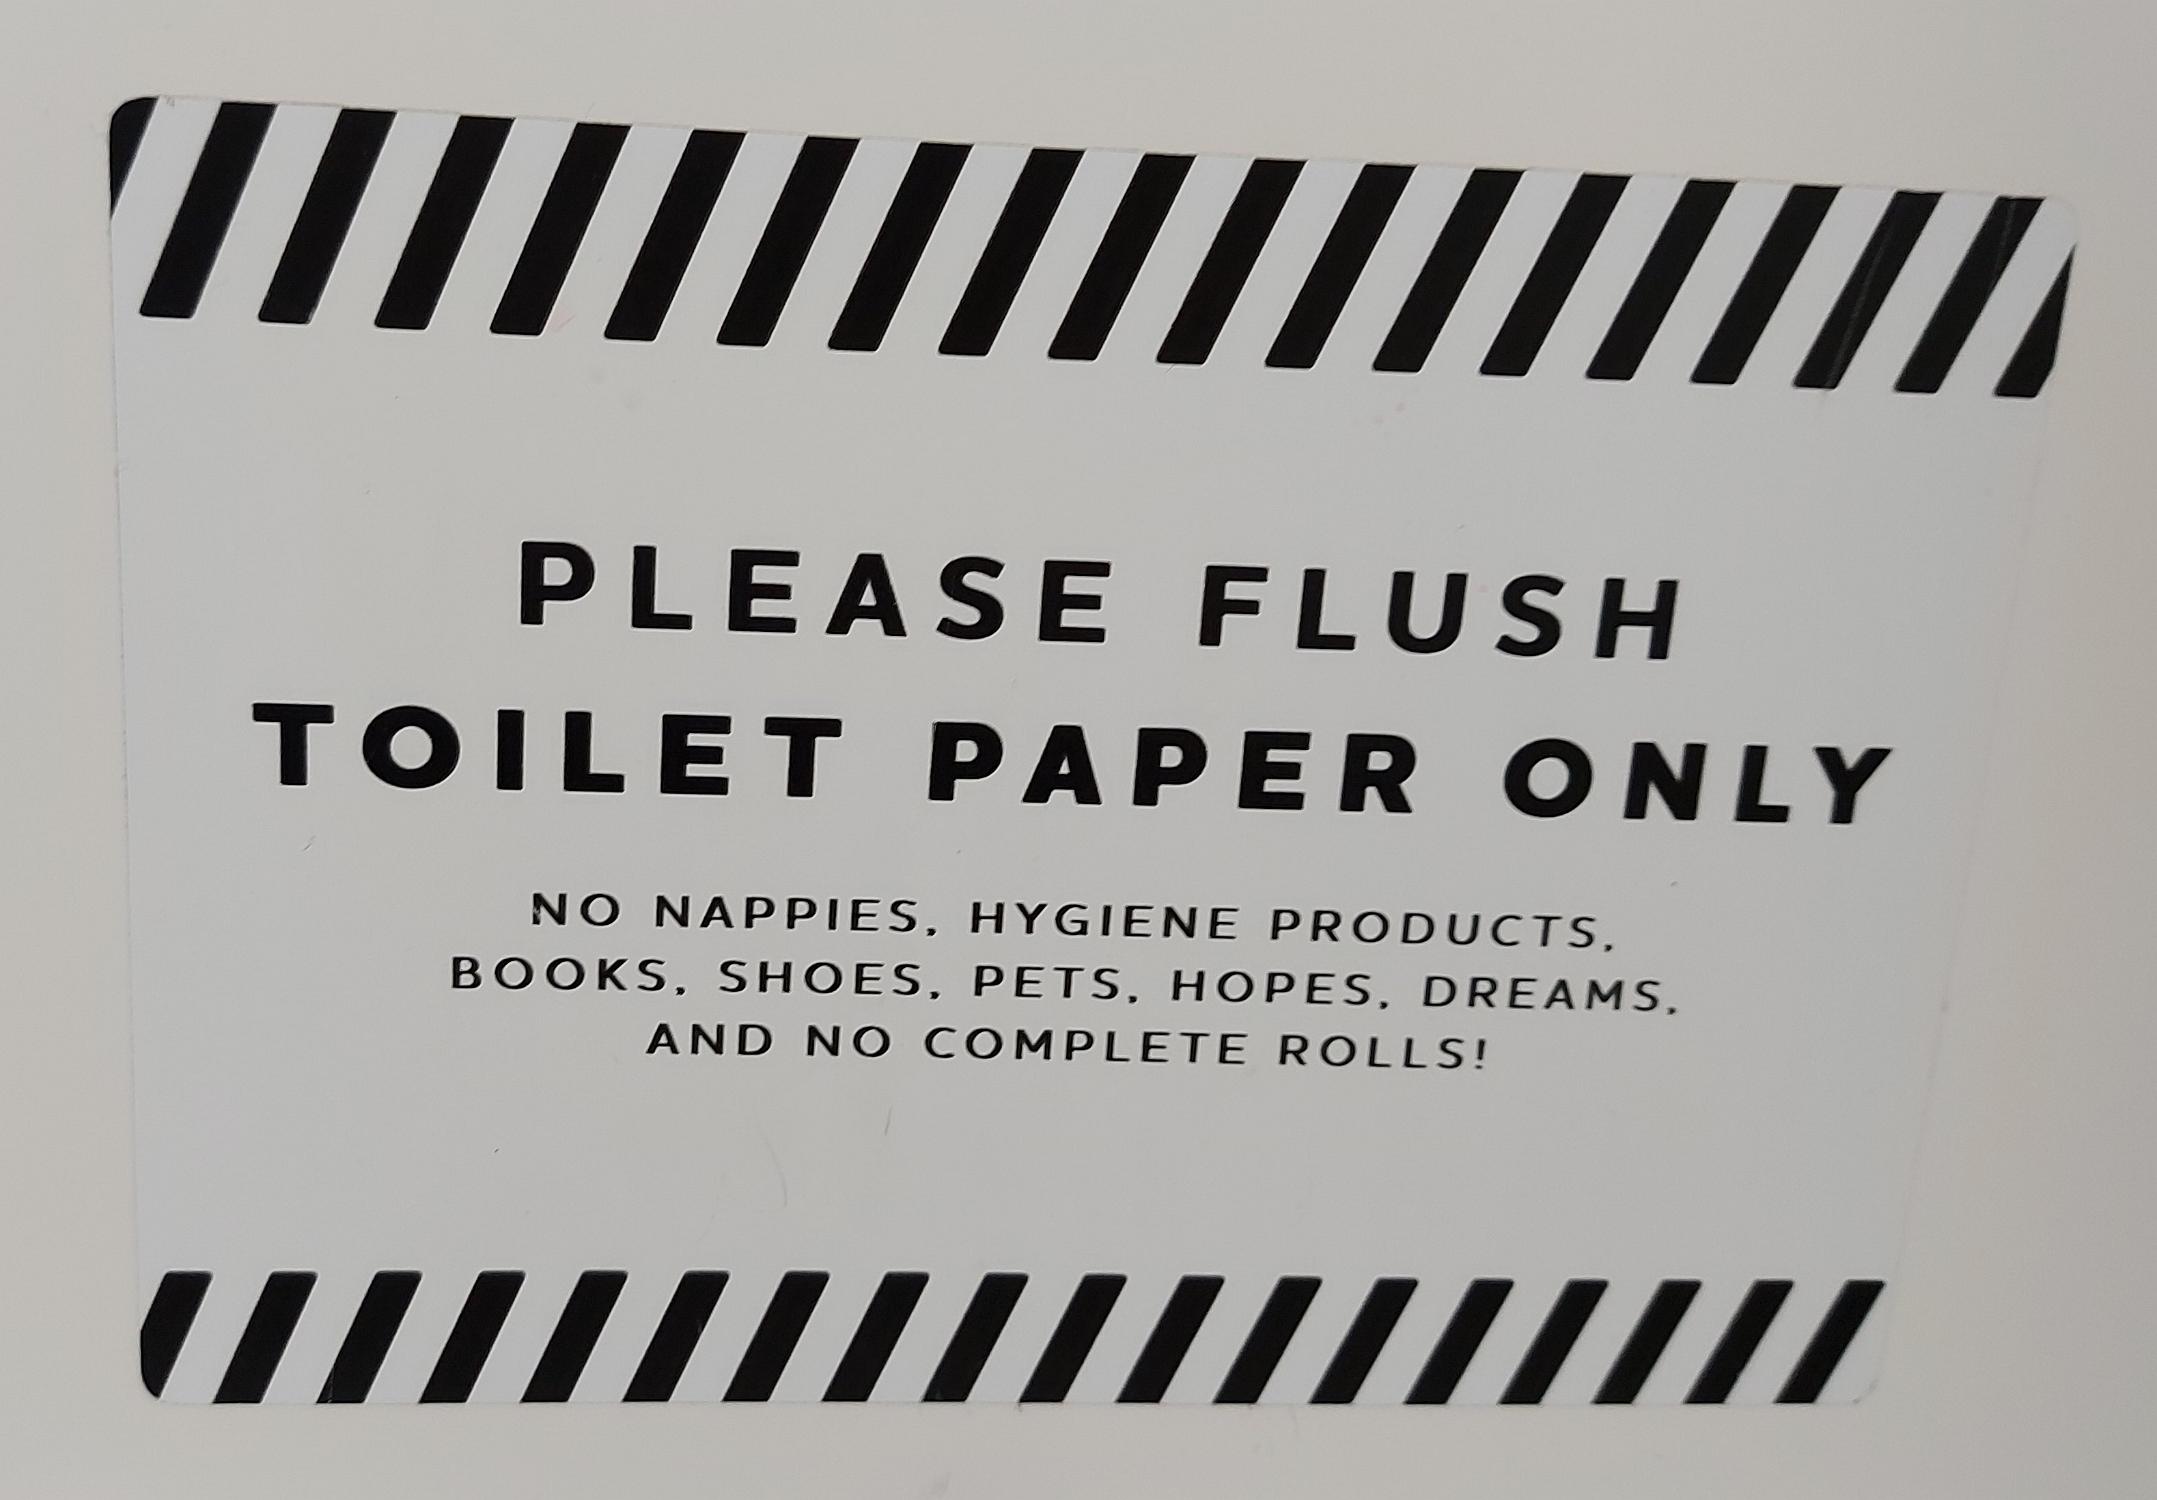 PLEASE FLUSH
TOILET PAPER ONLY
NO NAPPIES, HYGIENE PRODUCTS,
BOOKS, SHOES, PETS, HOPES, DREAMS,
AND NO COMPLETE ROLLS!